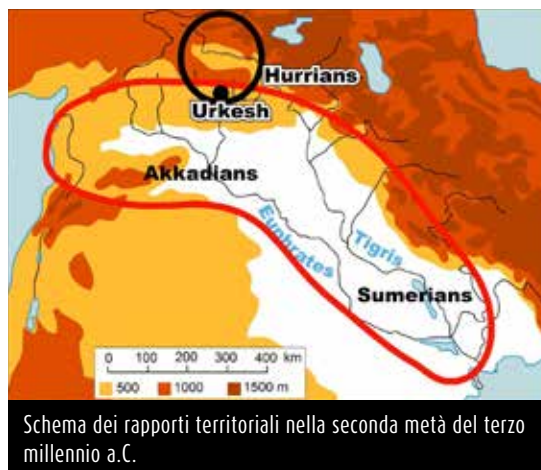 Hurrians
Urkesh
Akkadians
Euphrates
Tigris
Sumerians
0 100 200 300 400 km
500 1000 1500 m
Schema dei rapporti territoriali nella seconda metà del terzo
millennio a.C.